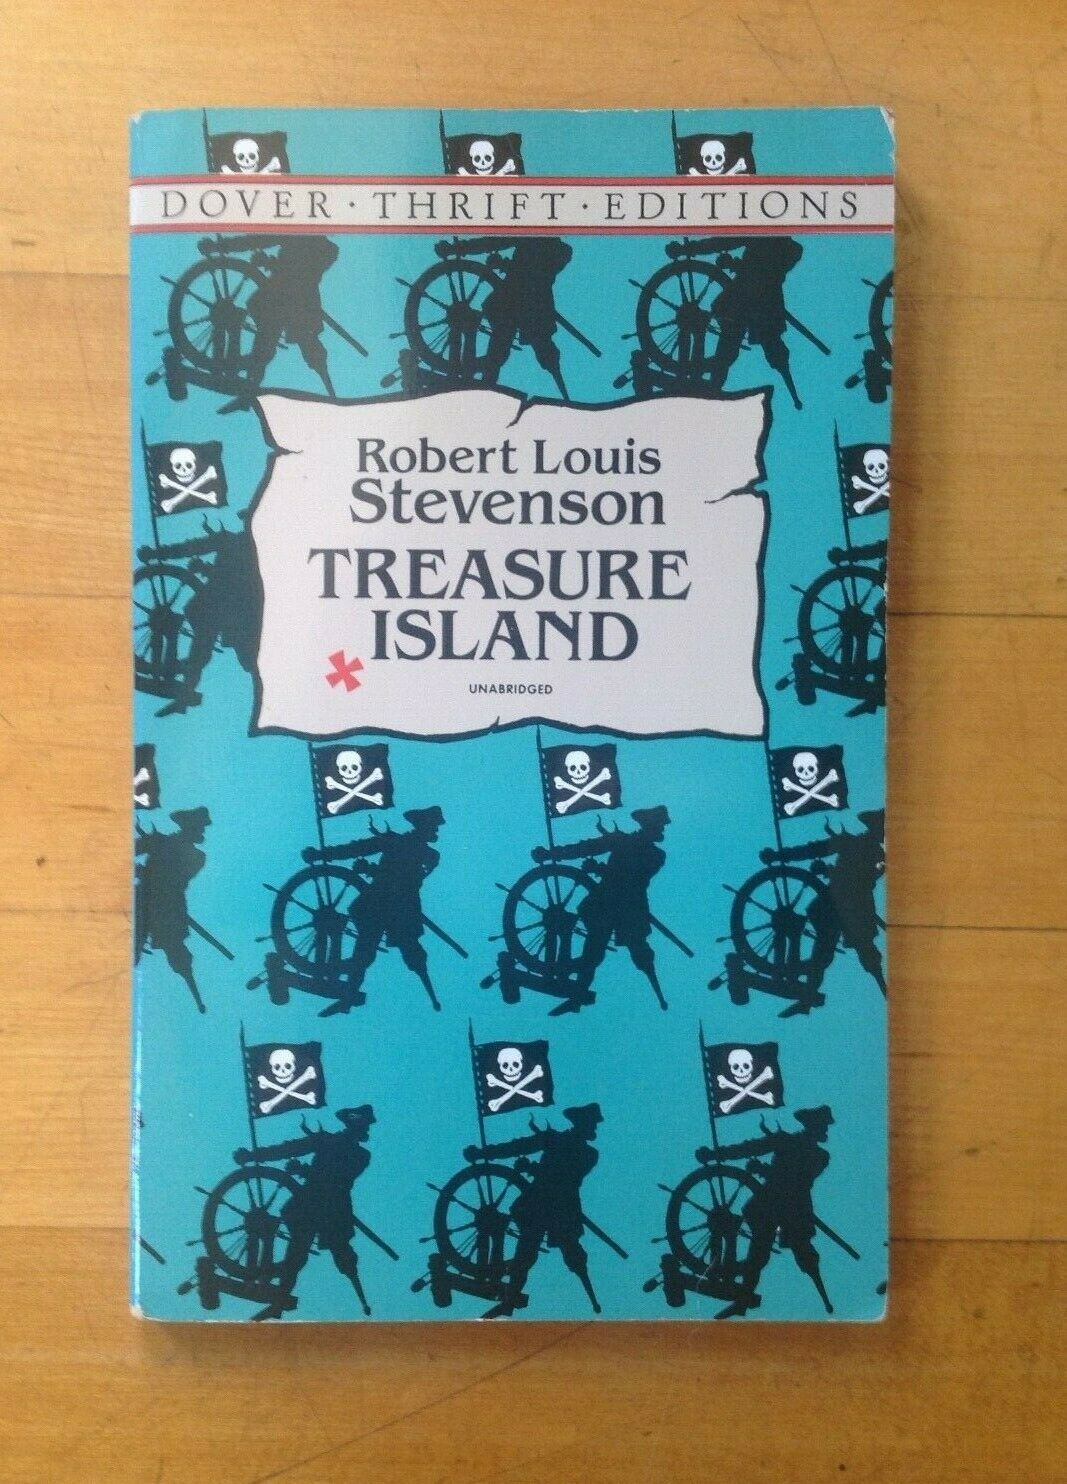 DOVER · THRIFT · EDITIONS
Robert Louis
Stevenson
TREASURE
ISLAND
UNABRIDGED